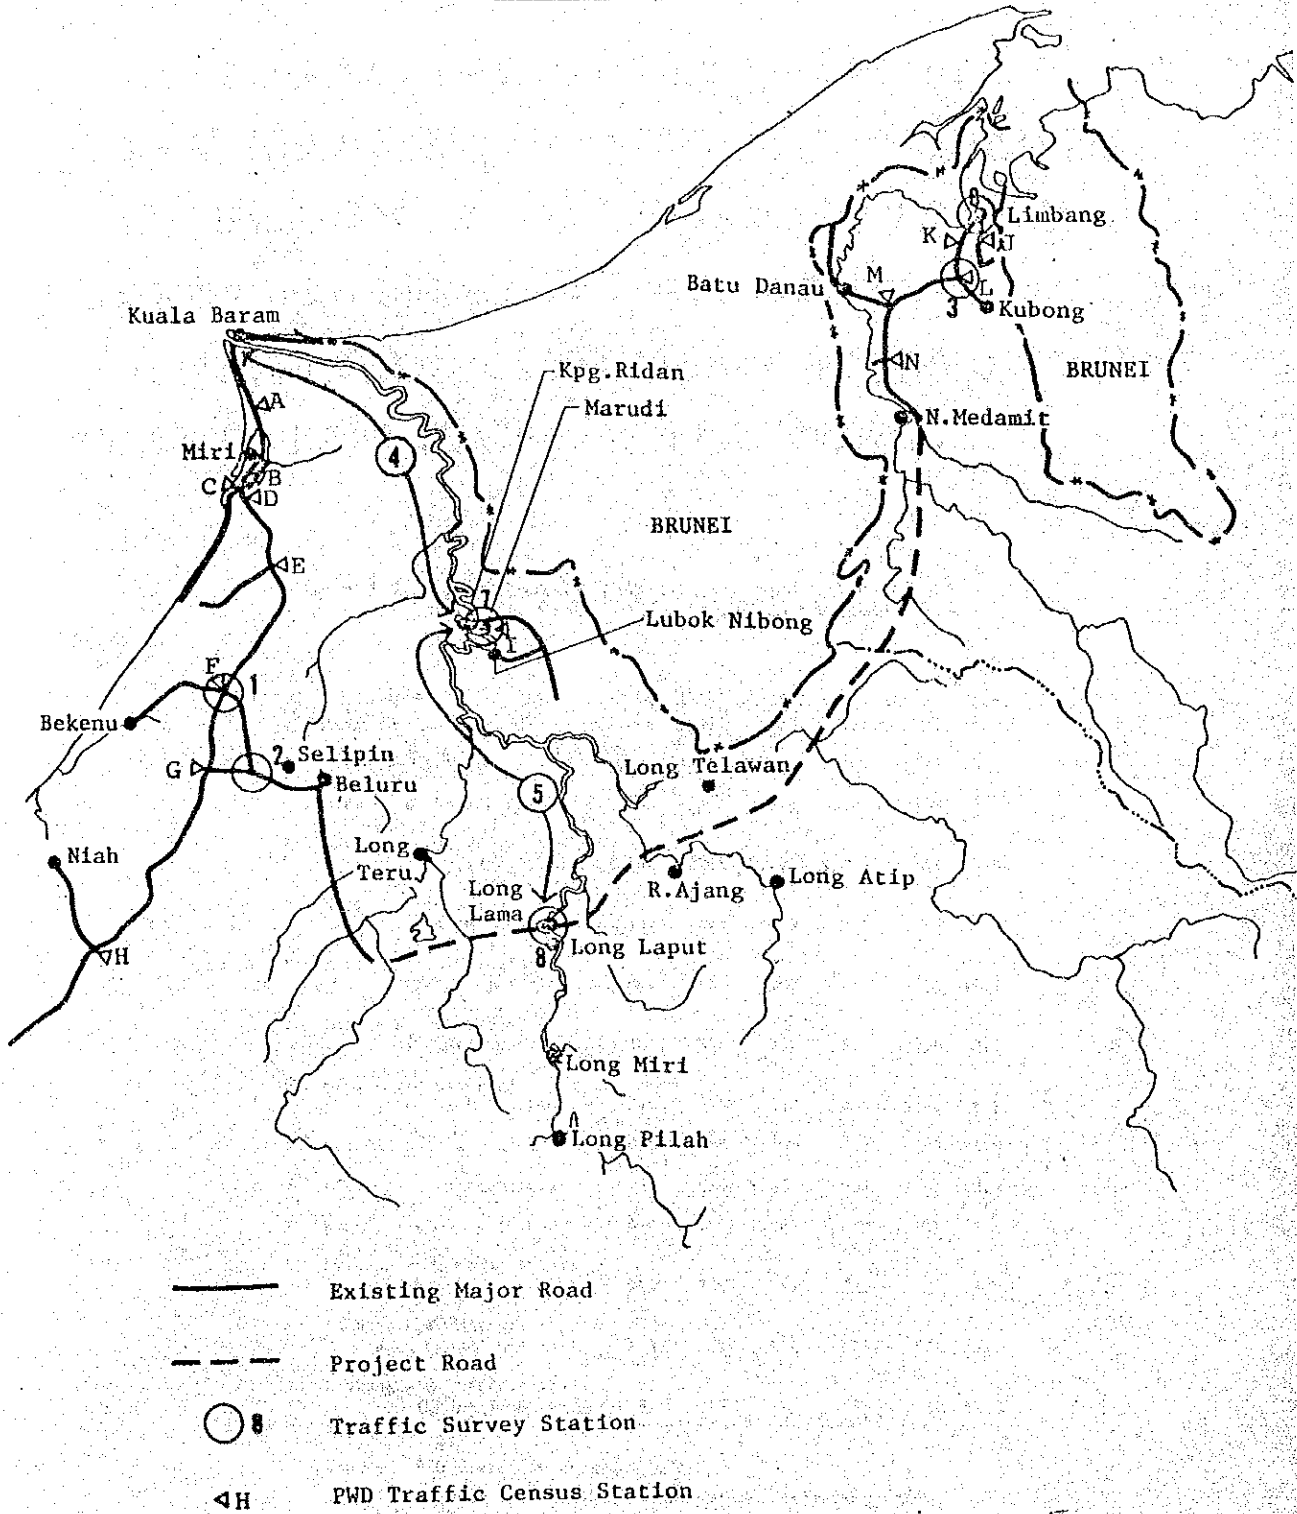 Limbang
K
J
Batu Danau
M
L
3
Kubong
Kuala Baram
BRUNEI
Kpg.Ridan
N
A
Marudi
N.Medamit
Miri
4
C
B
D
BRUNEI
E
7
Lubok Nibong
I
F
1
Bekenu
2
Selipin
G
Long Telawan
Beluru
5
Niah
Long
Teru
Long Atip
R.Ajang
Long
Lama
H
8
Long Laput
Long Miri
Long Pilah
Existing Major Road
Project Road
8
Traffic Survey Station
H
PWD Traffic Census Station